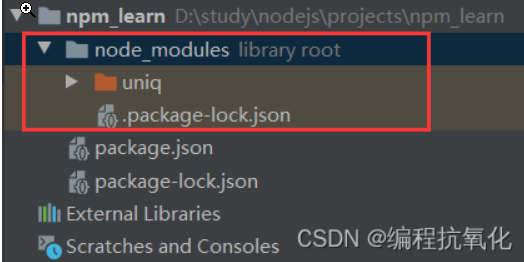 npm_learn D:\study\nodejs\projects\npm_learn
node_modules library root
uniq
.package-lock.json
package.json
package-lock.json
External Libraries
Scratches and Consoles
CSDN @编程抗氧化